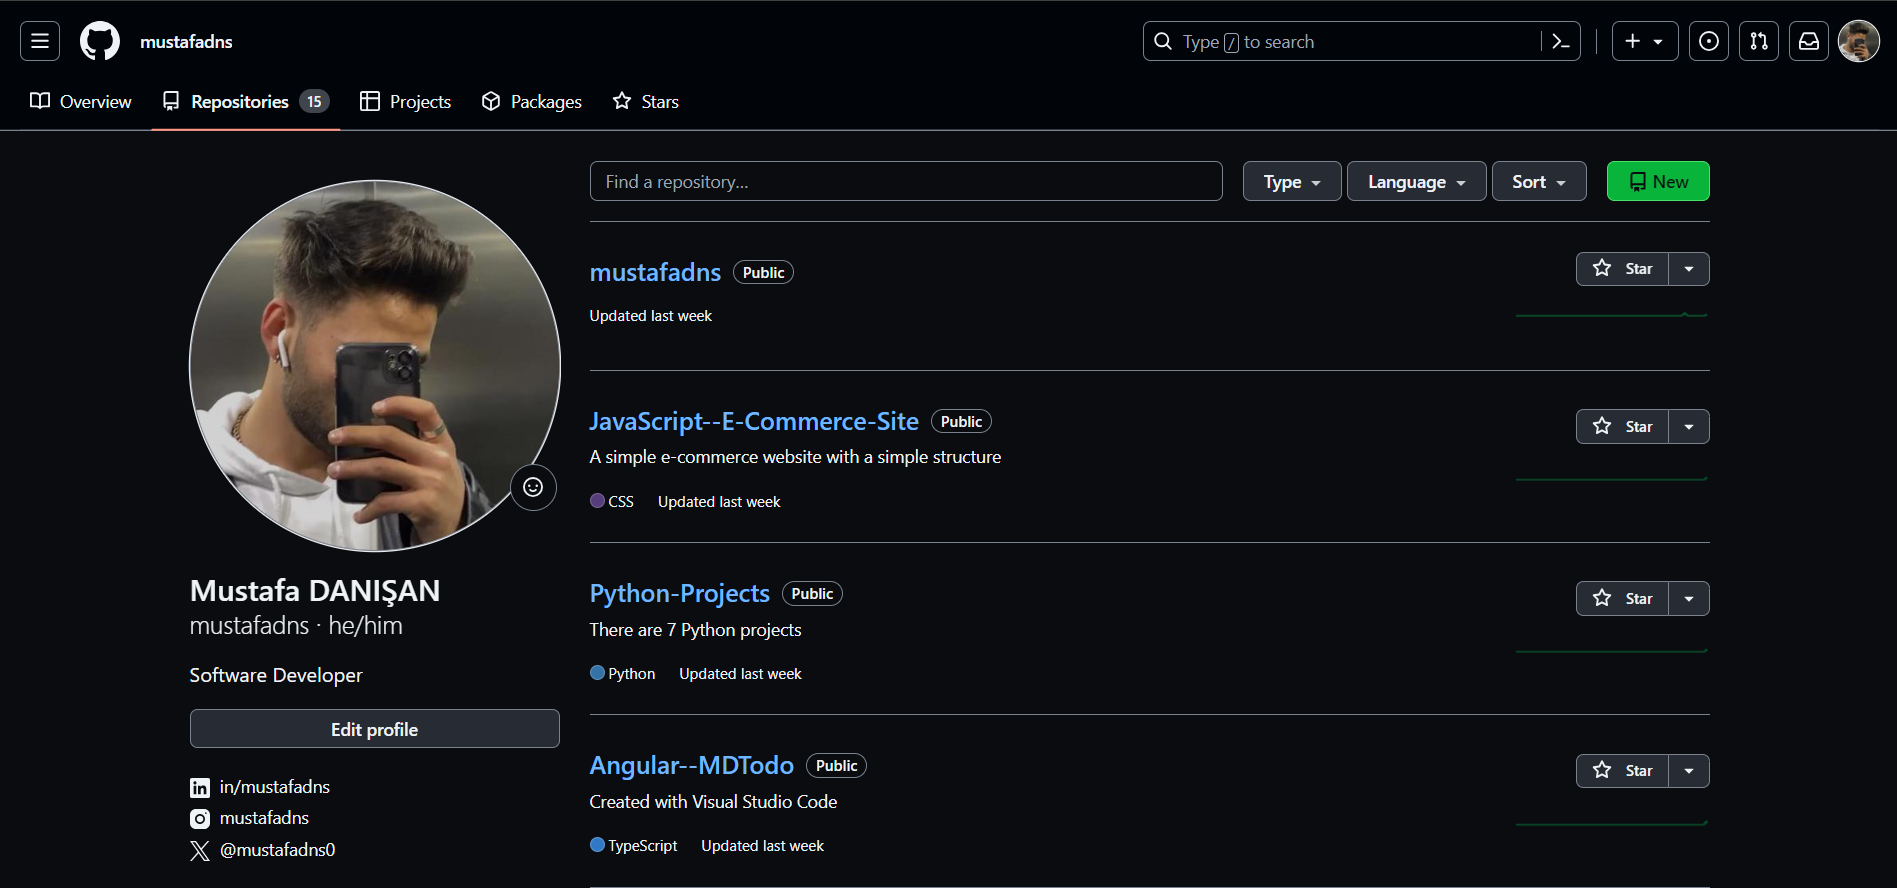 mustafadns
Type / to search
Overview
Repositories 15
Projects
Packages
Stars
Find a repository...
Type
Language
Sort
New
mustafadns Public
Star
Updated last week
JavaScript--E-Commerce-Site Public
Star
A simple e-commerce website with a simple structure
CSS Updated last week
Python-Projects Public
Star
There are 7 Python projects
Python Updated last week
Angular--MDTodo Public
Star
Created with Visual Studio Code
TypeScript Updated last week
Mustafa DANIŞAN
mustafadns · he/him
Software Developer
Edit profile
in/mustafadns
mustafadns
@mustafadns0